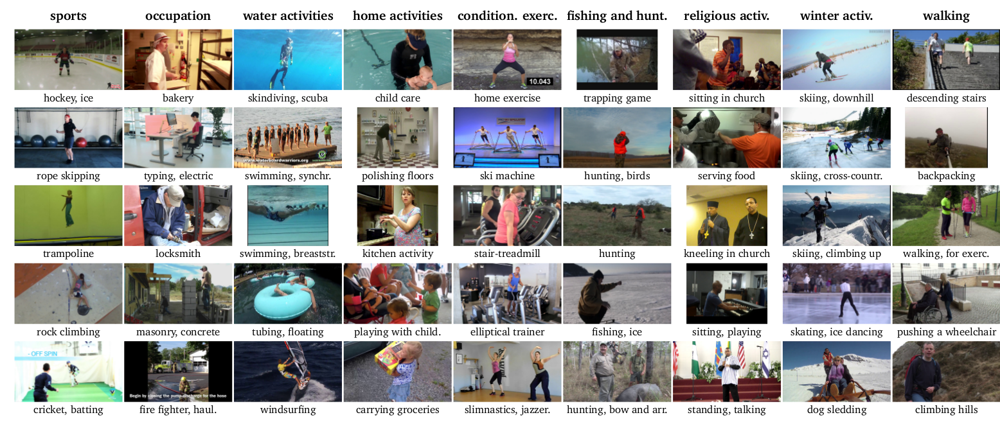 sports occupation water activities home activities condition. exerc. fishing and hunt. religious activ. winter activ. walking
10.043
hockey, ice bakery skindiving, scuba child care home exercise trapping game sitting in church skiing, downhill descending stairs
www.waterboardwarriors.org
rope skipping typing, electric swimming, synchr. polishing floors ski machine hunting, birds serving food skiing, cross-countr. backpacking
trampoline locksmith swimming, breaststr. kitchen activity stair-treadmill hunting kneeling in church skiing, climbing up walking, for exerc.
rock climbing masonry, concrete tubing, floating playing with child. elliptical trainer fishing, ice sitting, playing skating, ice dancing pushing a wheelchair
- OFF SPIN
Begin by closing the pump discharge for the hose
cricket, batting fire fighter, haul. windsurfing carrying groceries slimnastics, jazzer. hunting, bow and arr. standing, talking dog sledding climbing hills